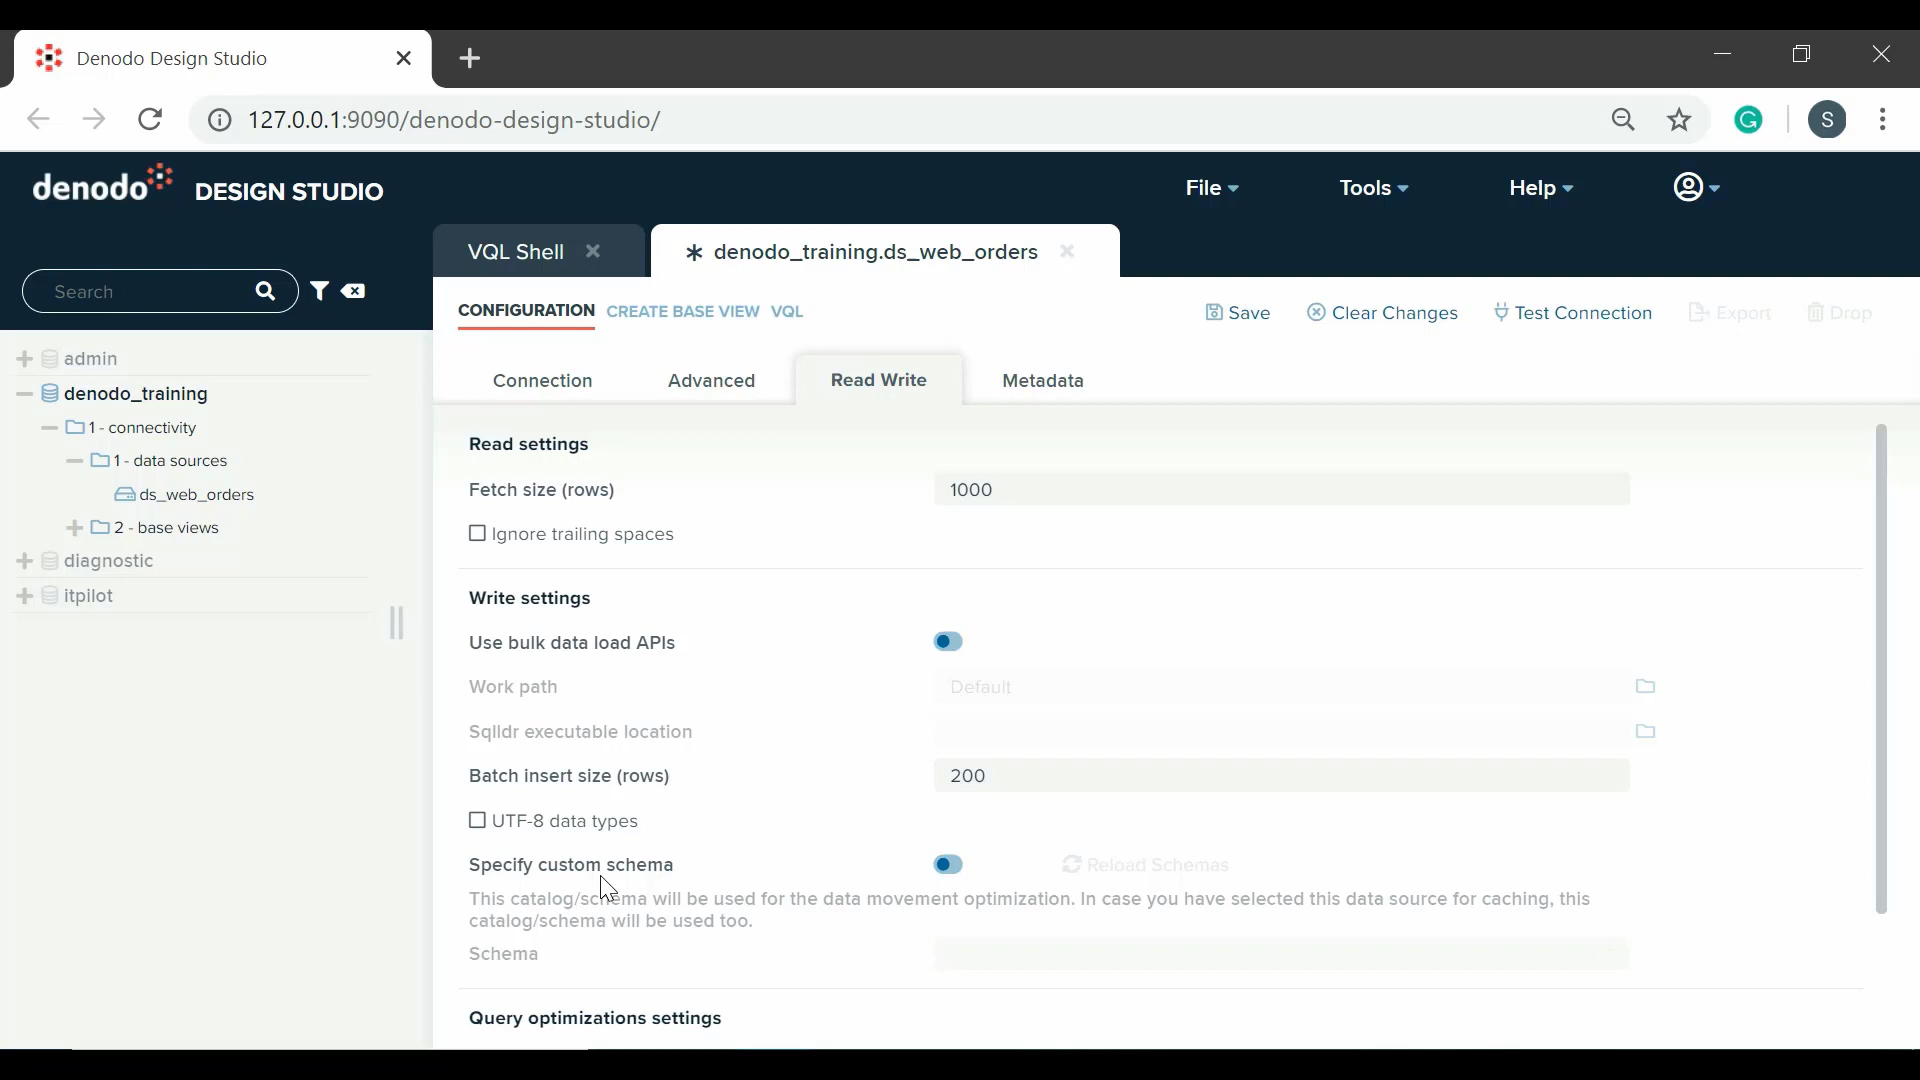 Denodo Design Studio
127.0.0.1:9090/denodo-design-studio/
S
denodo DESIGN STUDIO
File
Tools
Help
VQL Shell
* denodo_training.ds_web_orders
Search
CONFIGURATION
CREATE BASE VIEW
VQL
Save
Clear Changes
Test Connection
Export
Drop
admin
denodo_training
1 - connectivity
1 - data sources
ds_web_orders
2 - base views
diagnostic
itpilot
Connection
Advanced
Read Write
Metadata
Read settings
Fetch size (rows)
1000
Ignore trailing spaces
Write settings
Use bulk data load APIs
Work path
Default
Sqlldr executable location
Batch insert size (rows)
200
UTF-8 data types
Specify custom schema
Reload Schemas
This catalog/schema will be used for the data movement optimization. In case you have selected this data source for caching, this
catalog/schema will be used too.
Schema
Query optimizations settings